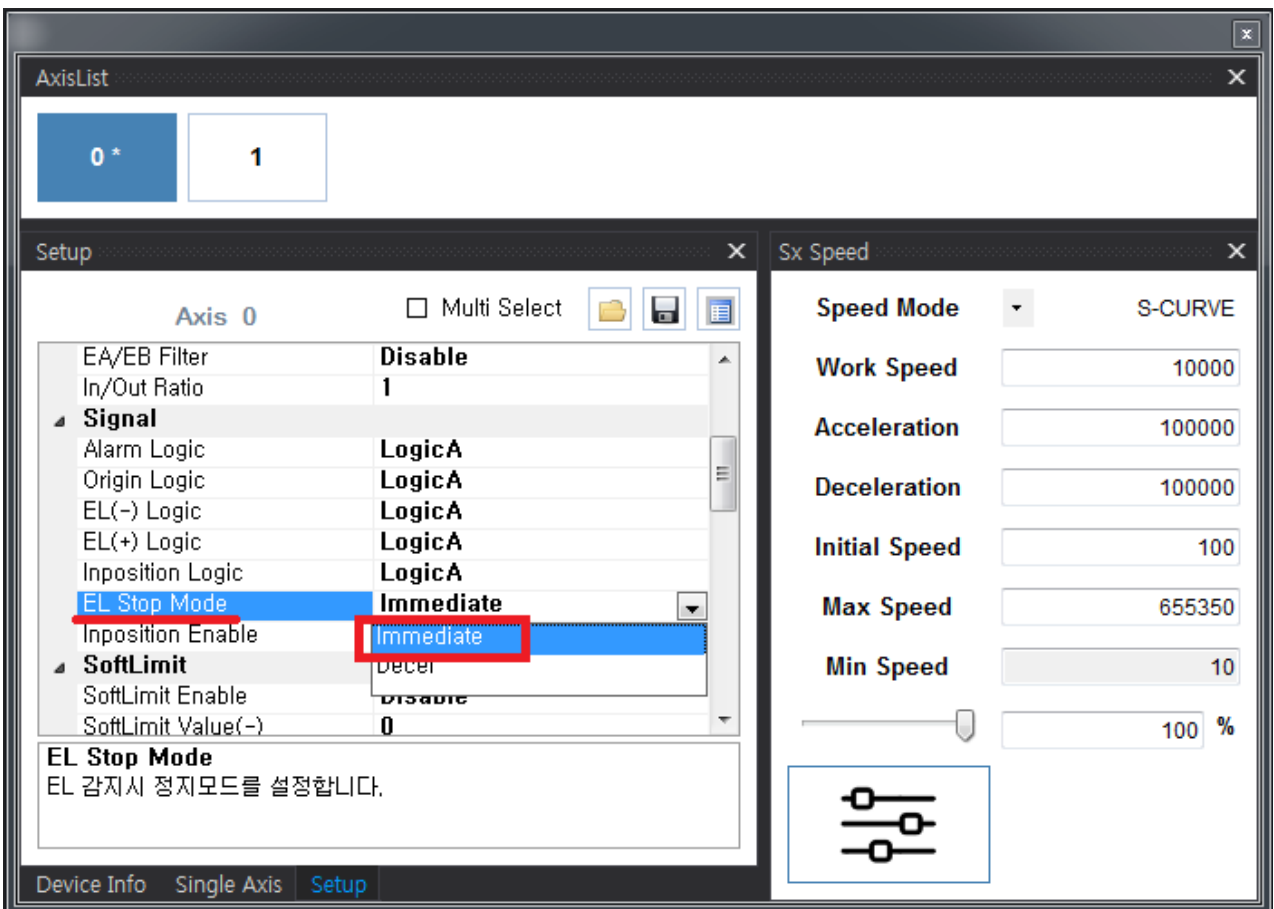 AxisList
0 *
1
Setup
Axis 0
Multi Select
EA/EB Filter Disable
In/Out Ratio 1
Signal
Alarm Logic LogicA
Origin Logic LogicA
EL(-) Logic LogicA
EL(+) Logic LogicA
Inposition Logic LogicA
EL Stop Mode Immediate
Inposition Enable Immediate
SoftLimit Decel
SoftLimit Enable Disable
SoftLimit Value(-) 0
EL Stop Mode
EL 감지시 정지모드를 설정합니다.
Device Info Single Axis Setup
Sx Speed
Speed Mode S-CURVE
Work Speed 10000
Acceleration 100000
Deceleration 100000
Initial Speed 100
Max Speed 655350
Min Speed 10
100 %